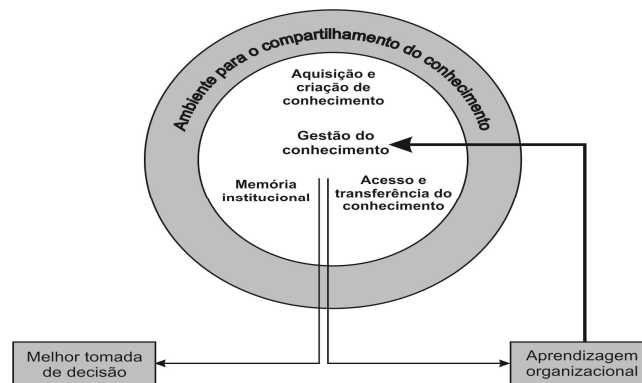 Ambiente para o compartilhamento do conhecimento
Aquisição e
criação de
conhecimento
Gestão do
conhecimento
Memória
institucional
Acesso e
transferência do
conhecimento
Melhor tomada
de decisão
Aprendizagem
organizacional